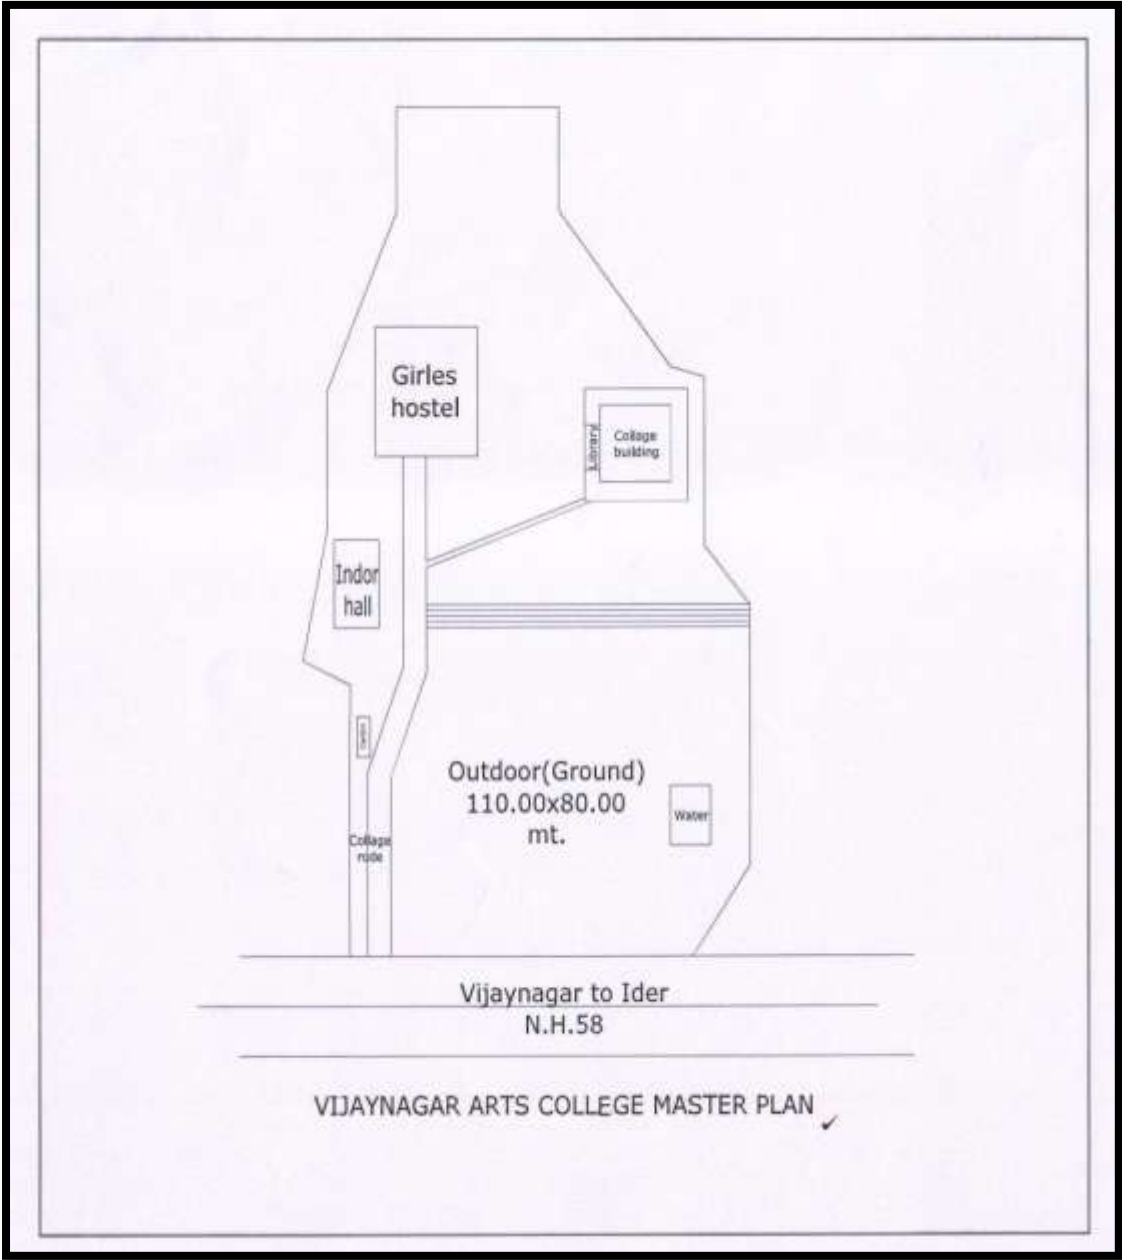 Girles
hostel
Library
Collage
building
Indor
hall
Outdoor(Ground)
110.00x80.00
mt.
Water
Collage
rode
Vijaynagar to Ider
N.H.58
VIJAYNAGAR ARTS COLLEGE MASTER PLAN